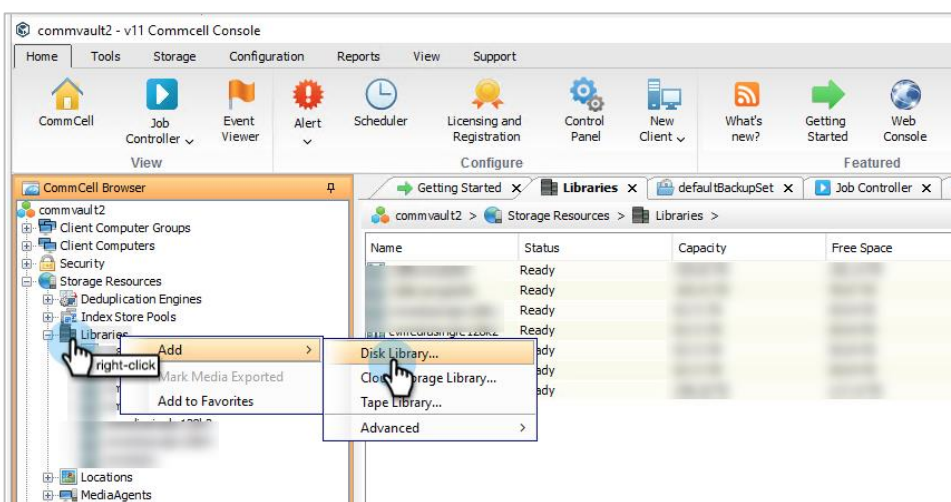 commvault2 - v11 Commcell Console
Home Tools Storage Configuration Reports View Support
CommCell Job Controller Event Viewer Alert Scheduler Licensing and Registration Control Panel New Client What's new? Getting Started Web Console
View Configure Featured
CommCell Browser
Getting Started Libraries defaultBackupSet Job Controller
commvault2
commvault2 > Storage Resources > Libraries >
Client Computer Groups
Client Computers
Security
Storage Resources
Deduplication Engines
Index Store Pools
Libraries
Name Status Capacity Free Space
Ready
Ready
Ready
Ready
Add >
right-click
Mark Media Exported
Add to Favorites
Disk Library...
Storage Library...
Tape Library...
Advanced >
Locations
MediaAgents